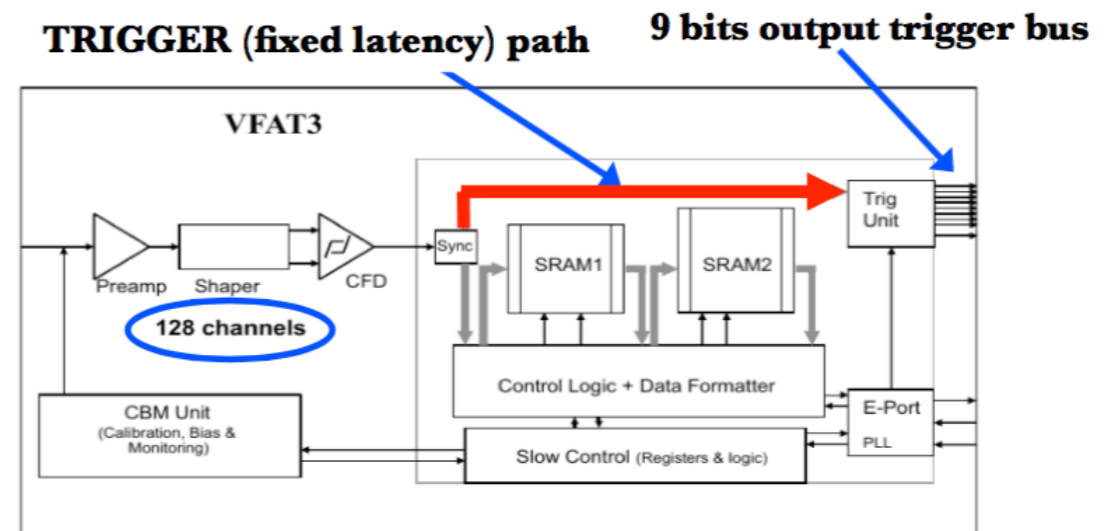 TRIGGER (fixed latency) path
9 bits output trigger bus
VFAT3
Trig
Unit
Sync
SRAM1
SRAM2
Preamp
Shaper
CFD
128 channels
Control Logic + Data Formatter
CBM Unit
(Calibration, Bias &
Monitoring)
E-Port
PLL
Slow Control (Registers & logic)